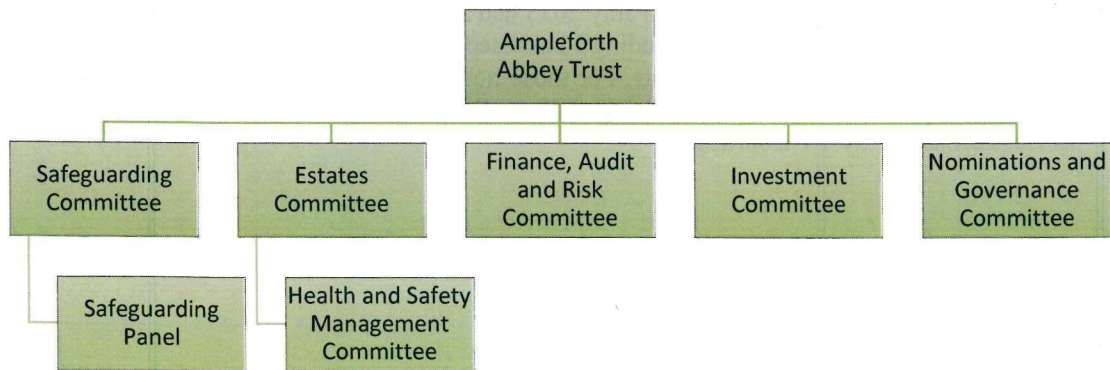 Ampleforth
Abbey Trust
Safeguarding
Committee
Estates
Committee
Finance, Audit
and Risk
Committee
Investment
Committee
Nominations and
Governance
Committee
Safeguarding
Panel
Health and Safety
Management
Committee